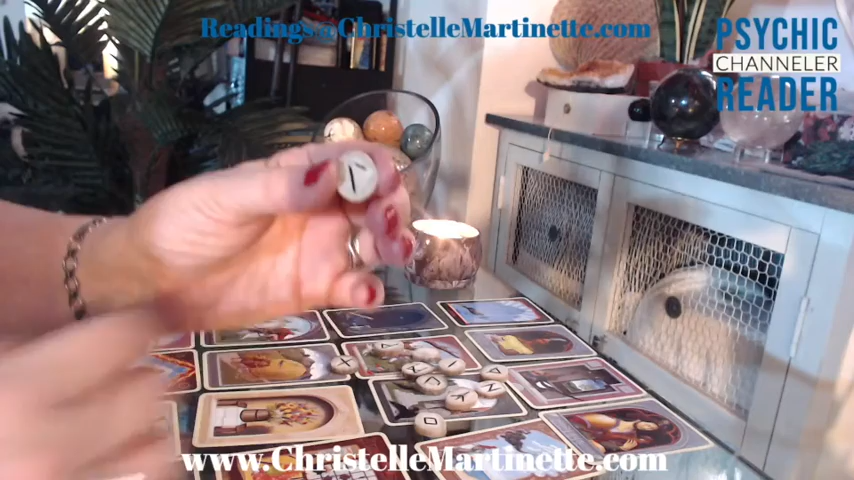 Readings@ChristelleMartinette.com
PSYCHIC
CHANNELER
READER
www.ChristelleMartinette.com